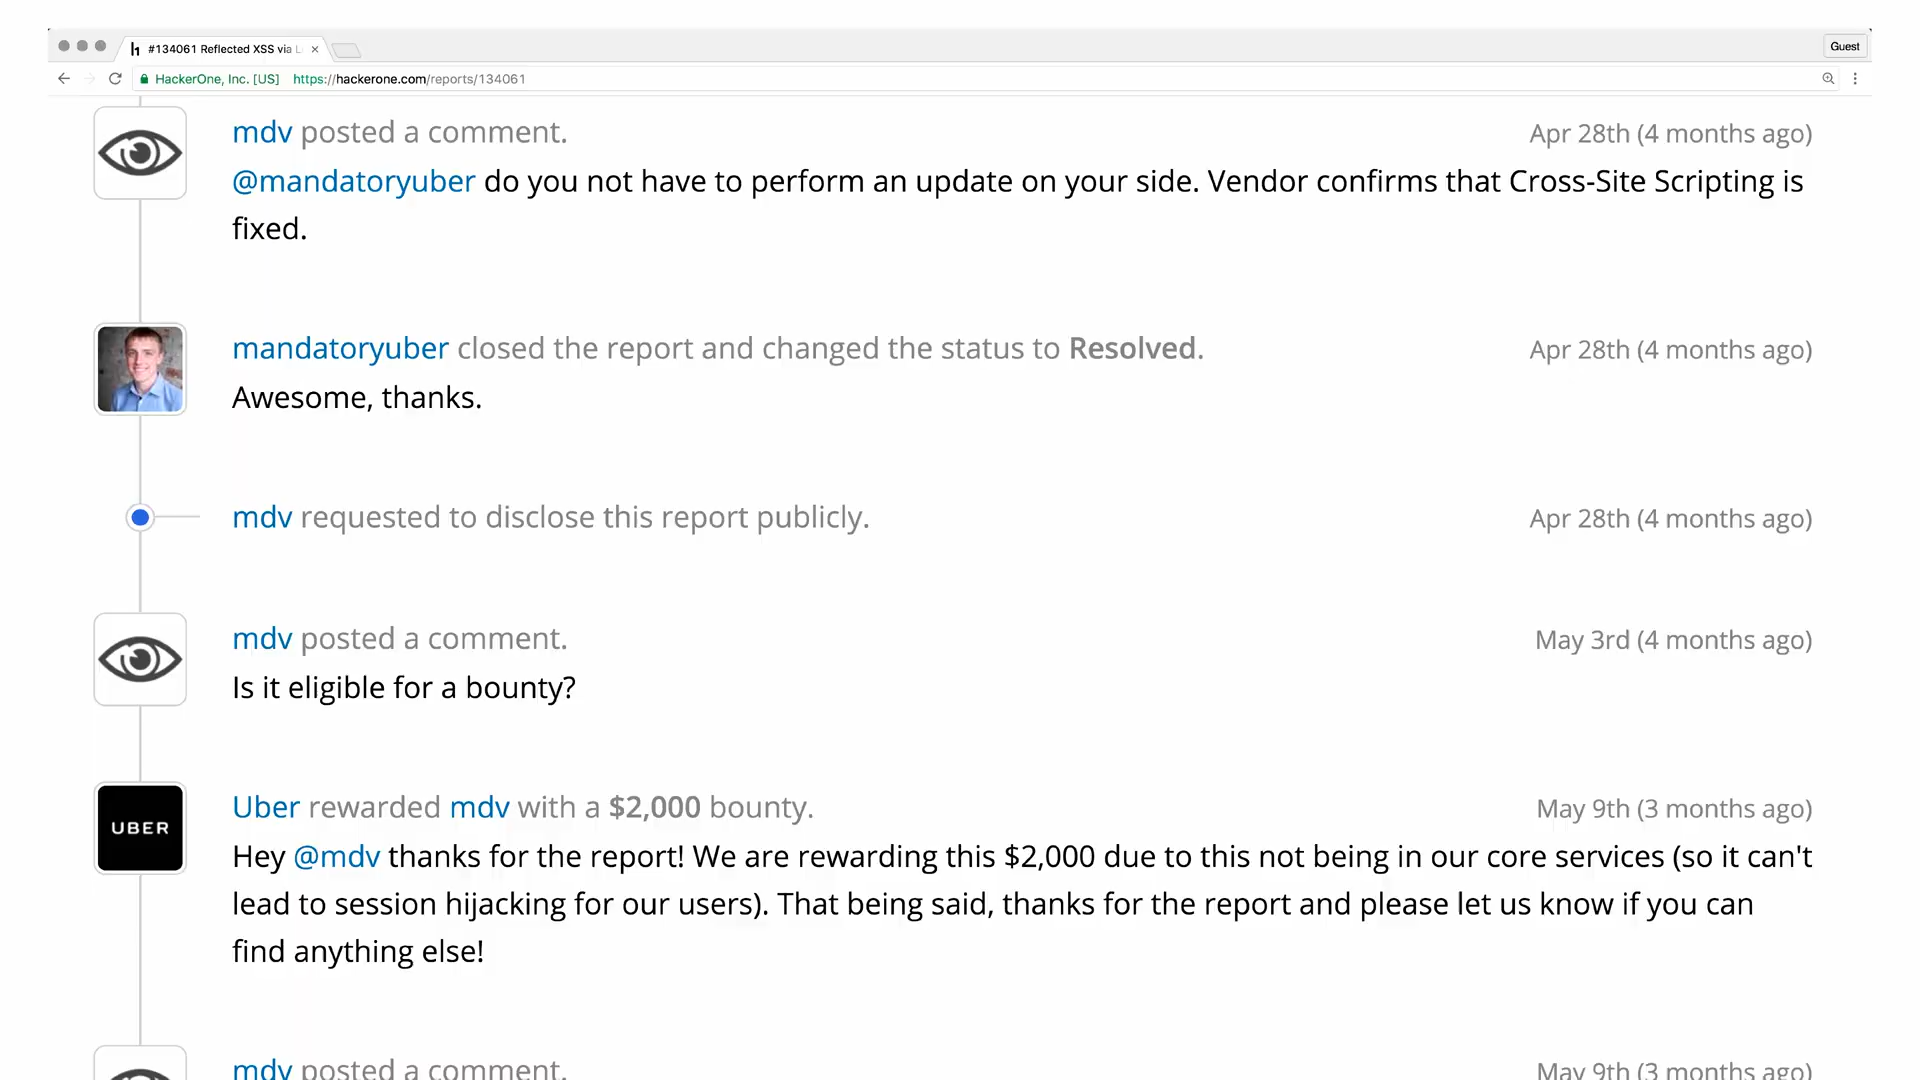 #134061 Reflected XSS via L
Guest
HackerOne, Inc. [US] https://hackerone.com/reports/134061
mdv posted a comment. Apr 28th (4 months ago)
@mandatoryuber do you not have to perform an update on your side. Vendor confirms that Cross-Site Scripting is
fixed.
mandatoryuber closed the report and changed the status to Resolved. Apr 28th (4 months ago)
Awesome, thanks.
mdv requested to disclose this report publicly. Apr 28th (4 months ago)
mdv posted a comment. May 3rd (4 months ago)
Is it eligible for a bounty?
UBER
Uber rewarded mdv with a $2,000 bounty. May 9th (3 months ago)
Hey @mdv thanks for the report! We are rewarding this $2,000 due to this not being in our core services (so it can't
lead to session hijacking for our users). That being said, thanks for the report and please let us know if you can
find anything else!
mdv posted a comment. May 9th (3 months ago)